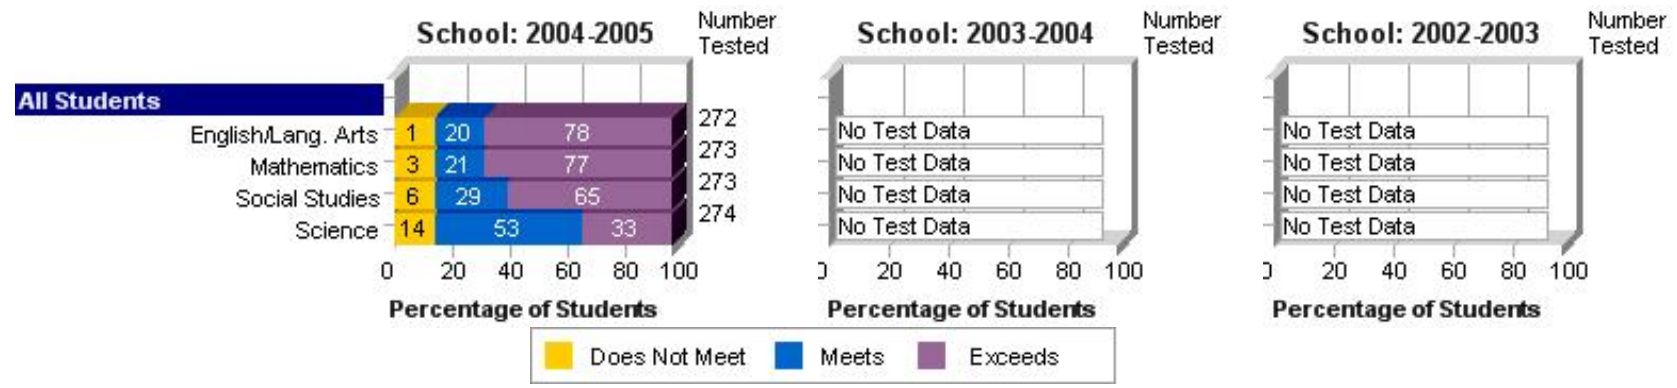 School: 2004-2005
Number
Tested
School: 2003-2004
Number
Tested
School: 2002-2003
Number
Tested
All Students
English/Lang. Arts 1 20 78 272 No Test Data No Test Data
Mathematics 3 21 77 273 No Test Data No Test Data
Social Studies 6 29 65 273 No Test Data No Test Data
Science 14 53 33 274 No Test Data No Test Data
0 20 40 60 80 100 0 20 40 60 80 100 0 20 40 60 80 100
Percentage of Students Percentage of Students Percentage of Students
Does Not Meet Meets Exceeds